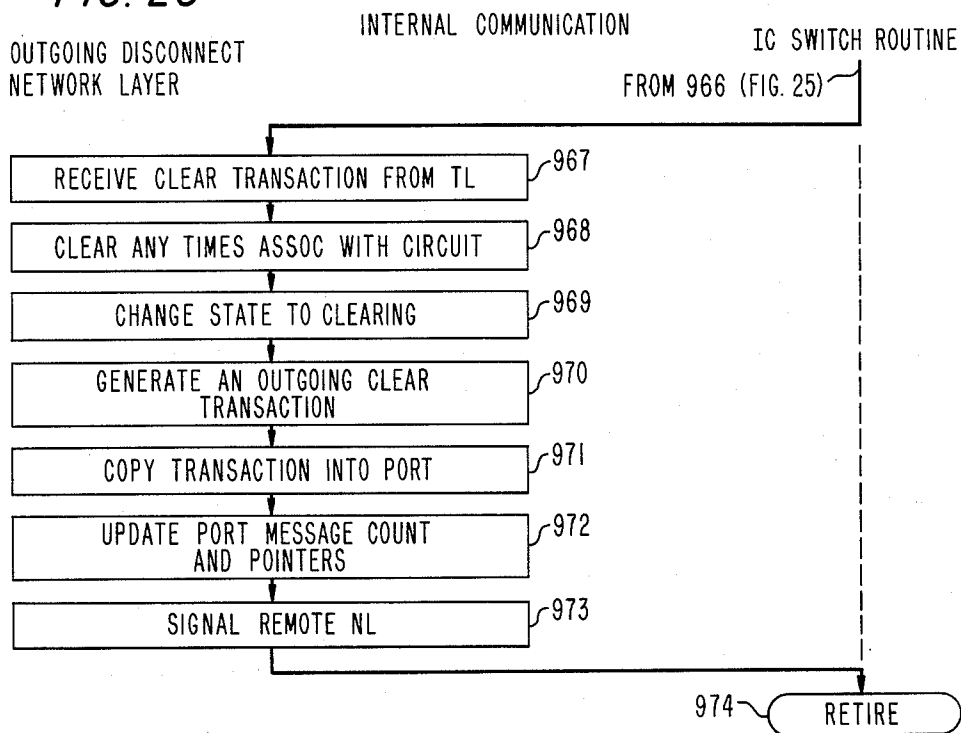 INTERNAL COMMUNICATION
OUTGOING DISCONNECT
NETWORK LAYER
IC SWITCH ROUTINE
FROM 966 (FIG. 25)
RECEIVE CLEAR TRANSACTION FROM TL
967
CLEAR ANY TIMES ASSOC WITH CIRCUIT
968
CHANGE STATE TO CLEARING
969
GENERATE AN OUTGOING CLEAR
TRANSACTION
970
COPY TRANSACTION INTO PORT
971
UPDATE PORT MESSAGE COUNT
AND POINTERS
972
SIGNAL REMOTE NL
973
974
RETIRE